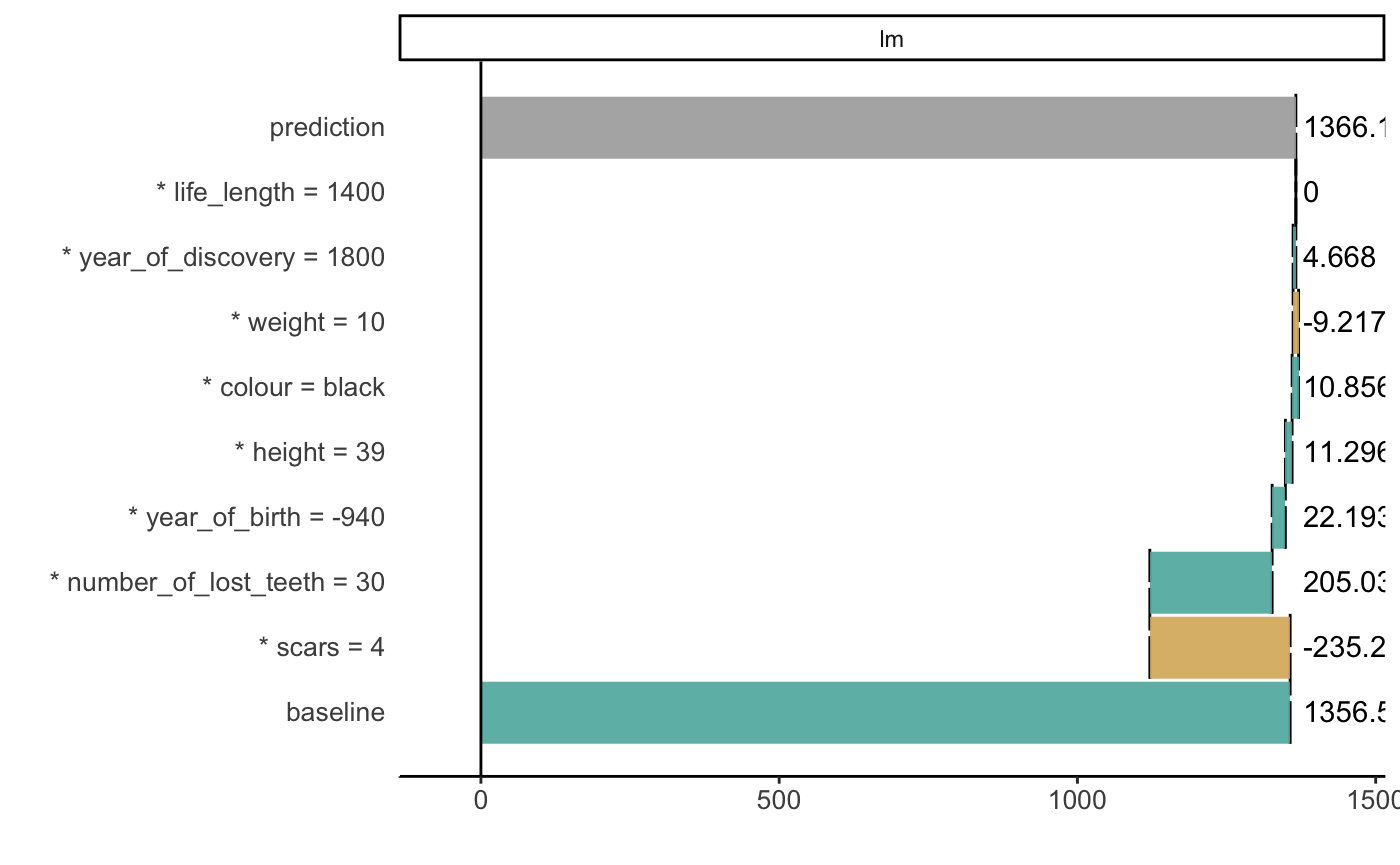 lm
prediction 1366.1
* life_length = 1400 0
* year_of_discovery = 1800 4.668
* weight = 10 -9.217
* colour = black 10.856
* height = 39 11.296
* year_of_birth = -940 22.193
* number_of_lost_teeth = 30 205.03
* scars = 4 -235.2
baseline 1356.5
0 500 1000 1500